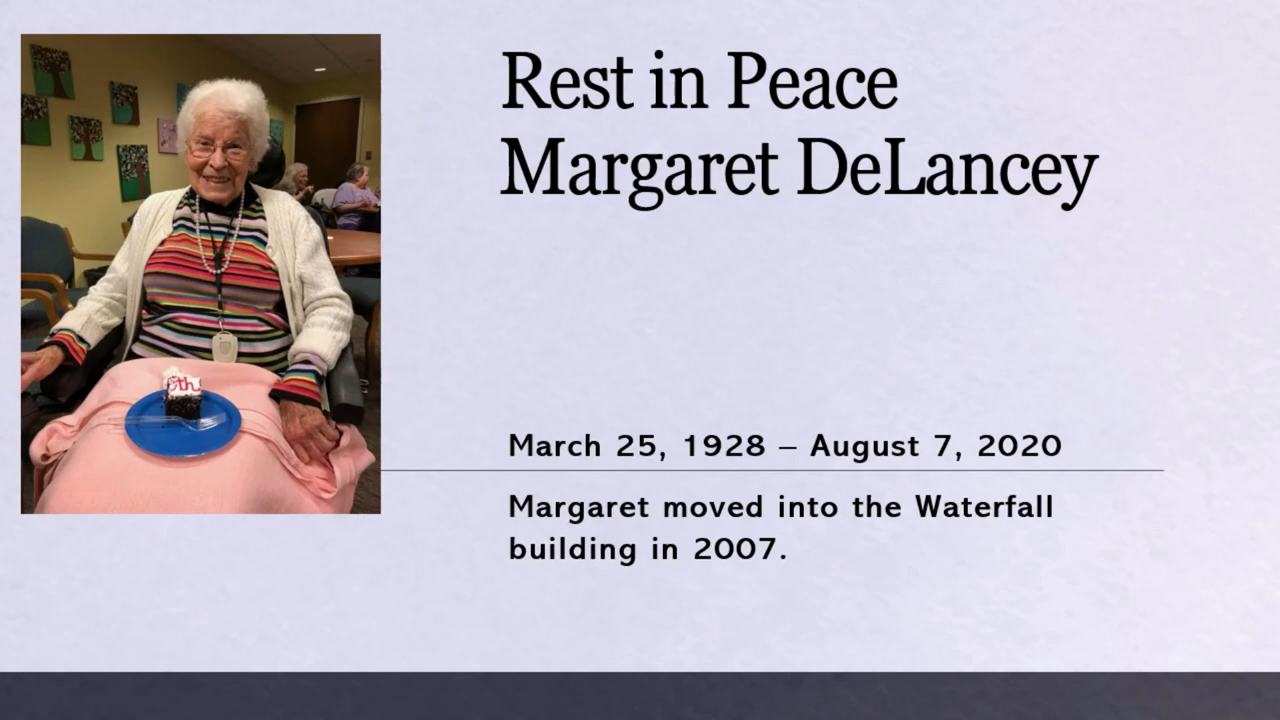 Rest in Peace
Margaret DeLancey
March 25, 1928 – August 7, 2020
Margaret moved into the Waterfall
building in 2007.